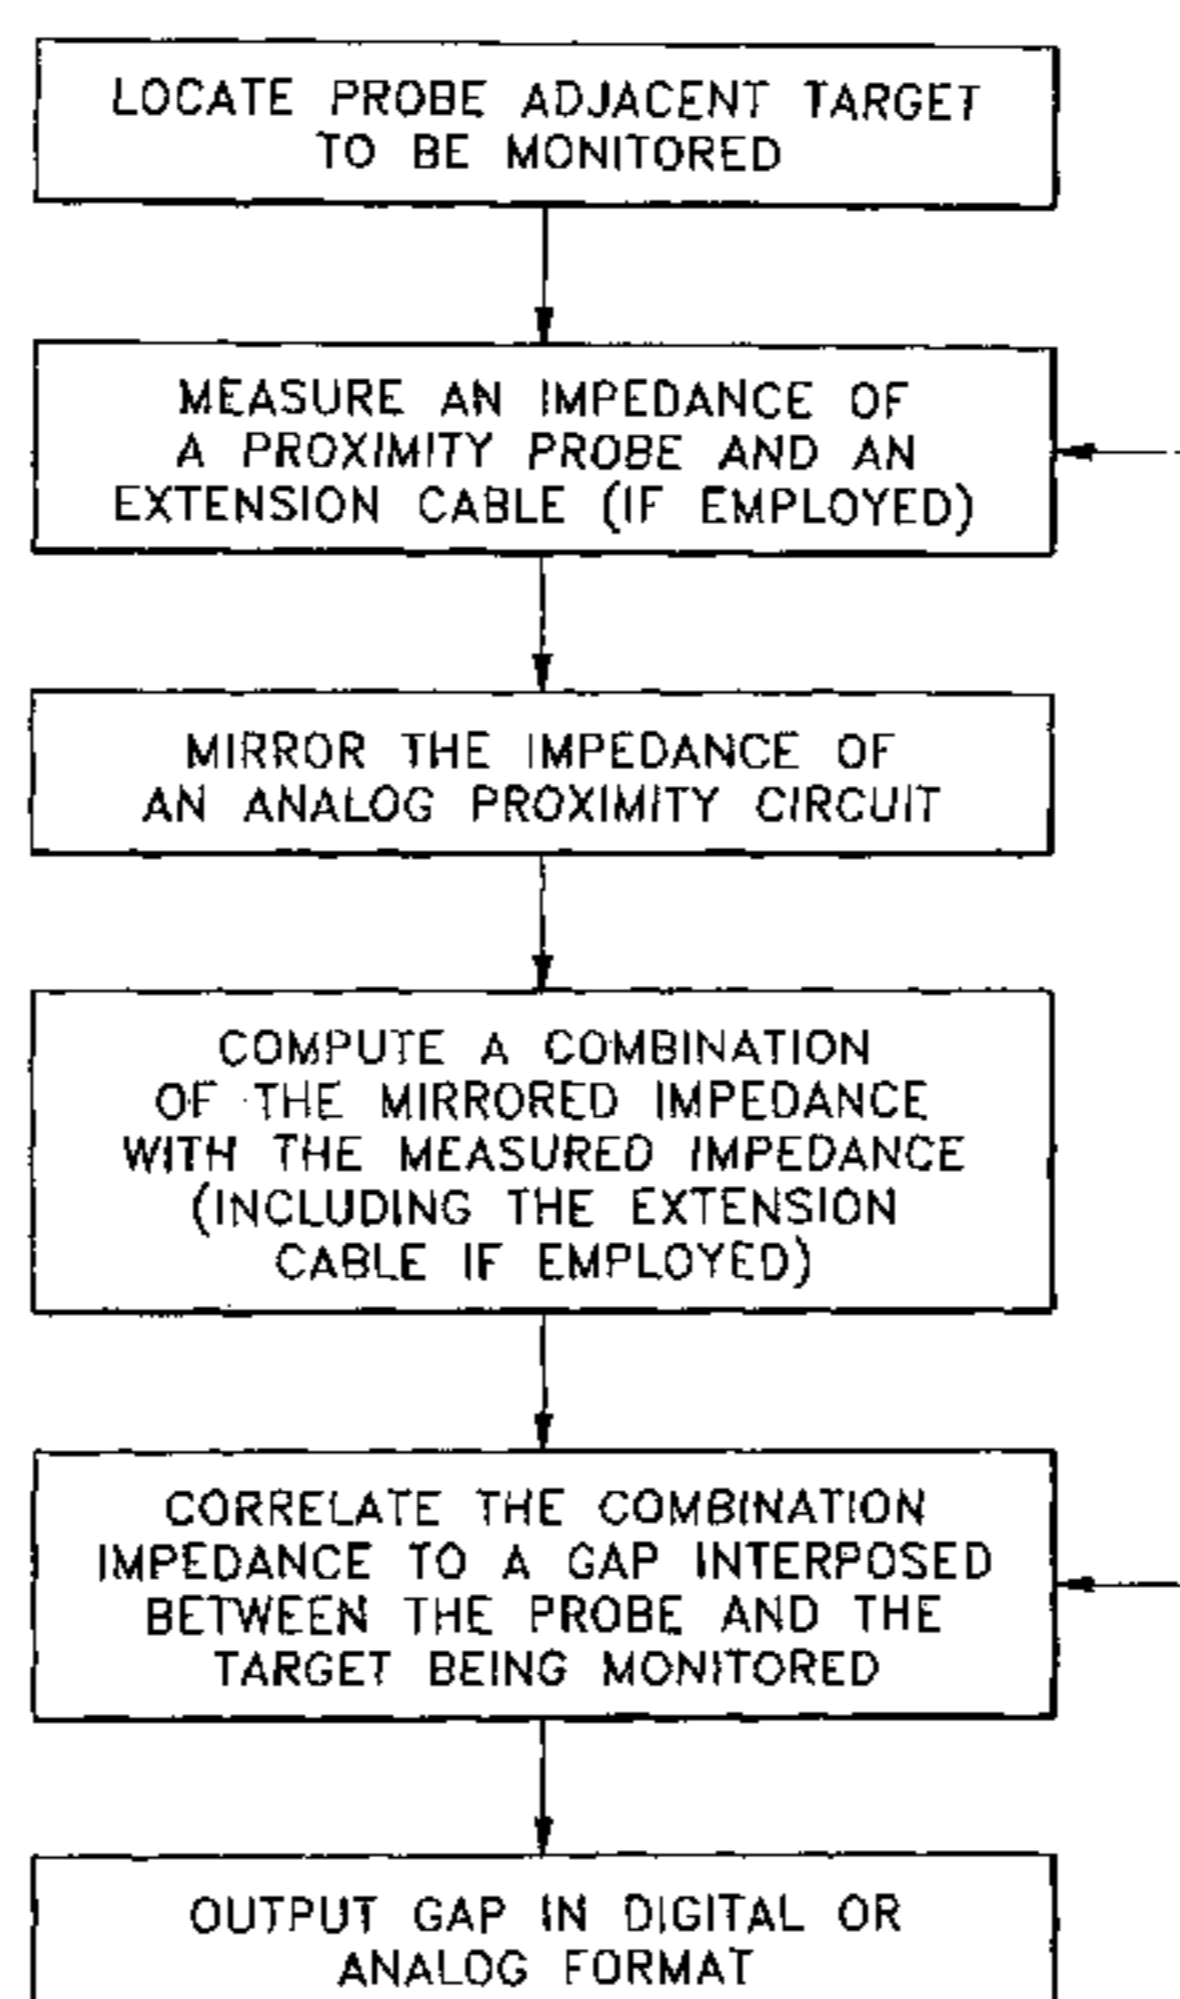 LOCATE PROBE ADJACENT TARGET
TO BE MONITORED
MEASURE AN IMPEDANCE OF
A PROXIMITY PROBE AND AN
EXTENSION CABLE (IF EMPLOYED)
MIRROR THE IMPEDANCE OF
AN ANALOG PROXIMITY CIRCUIT
COMPUTE A COMBINATION
OF THE MIRRORED IMPEDANCE
WITH THE MEASURED IMPEDANCE
(INCLUDING THE EXTENSION
CABLE IF EMPLOYED)
CORRELATE THE COMBINATION
IMPEDANCE TO A GAP INTERPOSED
BETWEEN THE PROBE AND THE
TARGET BEING MONITORED
OUTPUT GAP IN DIGITAL OR
ANALOG FORMAT